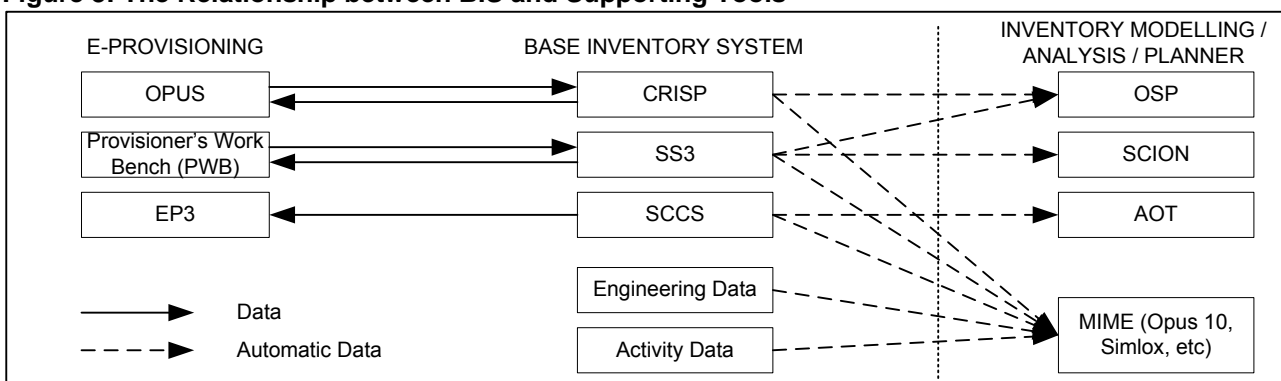 Figure 3: The Relationship between BIS and Supporting Tools
E-PROVISIONING
BASE INVENTORY SYSTEM
INVENTORY MODELLING /
ANALYSIS / PLANNER
OPUS
CRISP
OSP
Provisioner's Work
Bench (PWB)
SS3
SCION
EP3
SCCS
AOT
Engineering Data
Activity Data
MIME (Opus 10,
Simlox, etc)
Data
Automatic Data